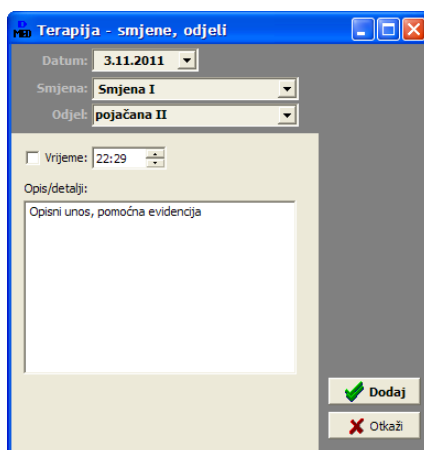 ID MED Terapija - smjene, odjeli
Datum: 3.11.2011
Smjena: Smjena I
Odjel: pojačana II
Vrijeme: 22:29
Opis/detalji:
Opisni unos, pomoćna evidencija
Dodaj
Otkaži